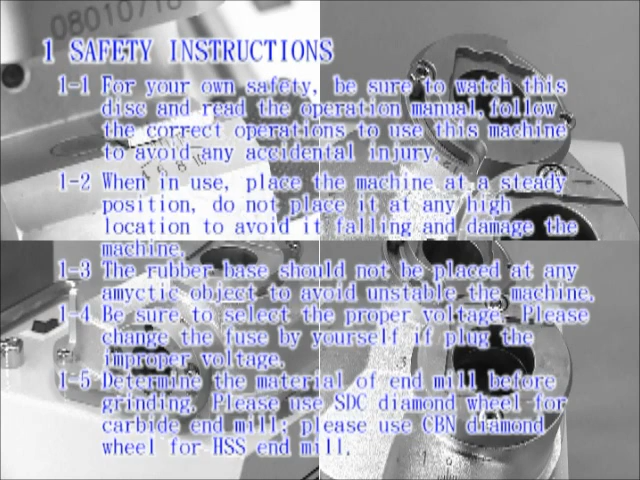 08010710
1 SAFETY INSTRUCTIONS
1-1 For your own safety, be sure to watch this
disc and read the operation manual,follow
the correct operations to use this machine
to avoid any accidental injury.
1-2 When in use, place the machine at a steady
position, do not place it at any high
location to avoid it falling and damage the
machine.
1-3 The rubber base should not be placed at any
amyctic object to avoid unstable the machine.
1-4 Be sure to select the proper voltage. Please
change the fuse by yourself if plug the
improper voltage.
1-5 Determine the material of end mill before
grinding. Please use SDC diamond wheel for
carbide end mill; please use CBN diamond
wheel for HSS end mill.